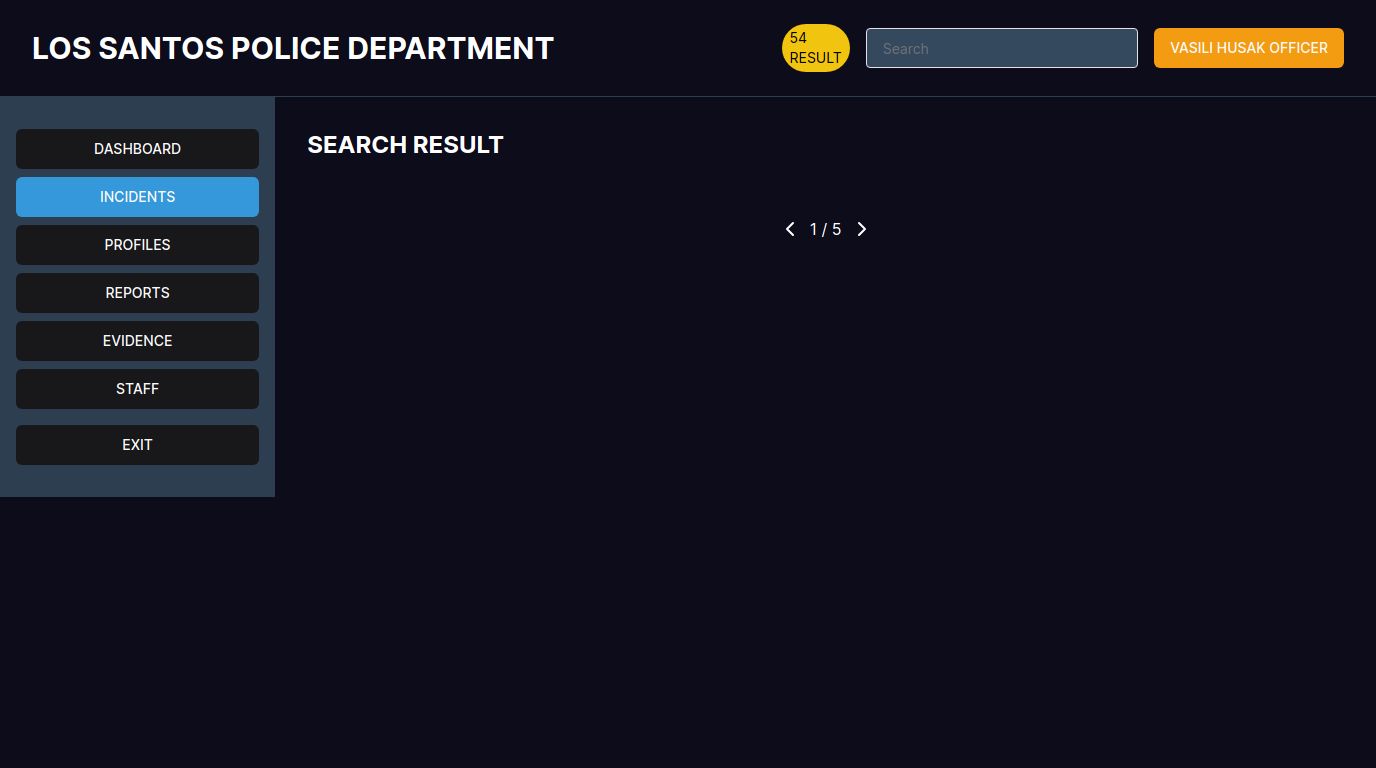 LOS SANTOS POLICE DEPARTMENT
54
RESULT
Search
VASILI HUSAK OFFICER
DASHBOARD
INCIDENTS
PROFILES
REPORTS
EVIDENCE
STAFF
EXIT
SEARCH RESULT
1 / 5